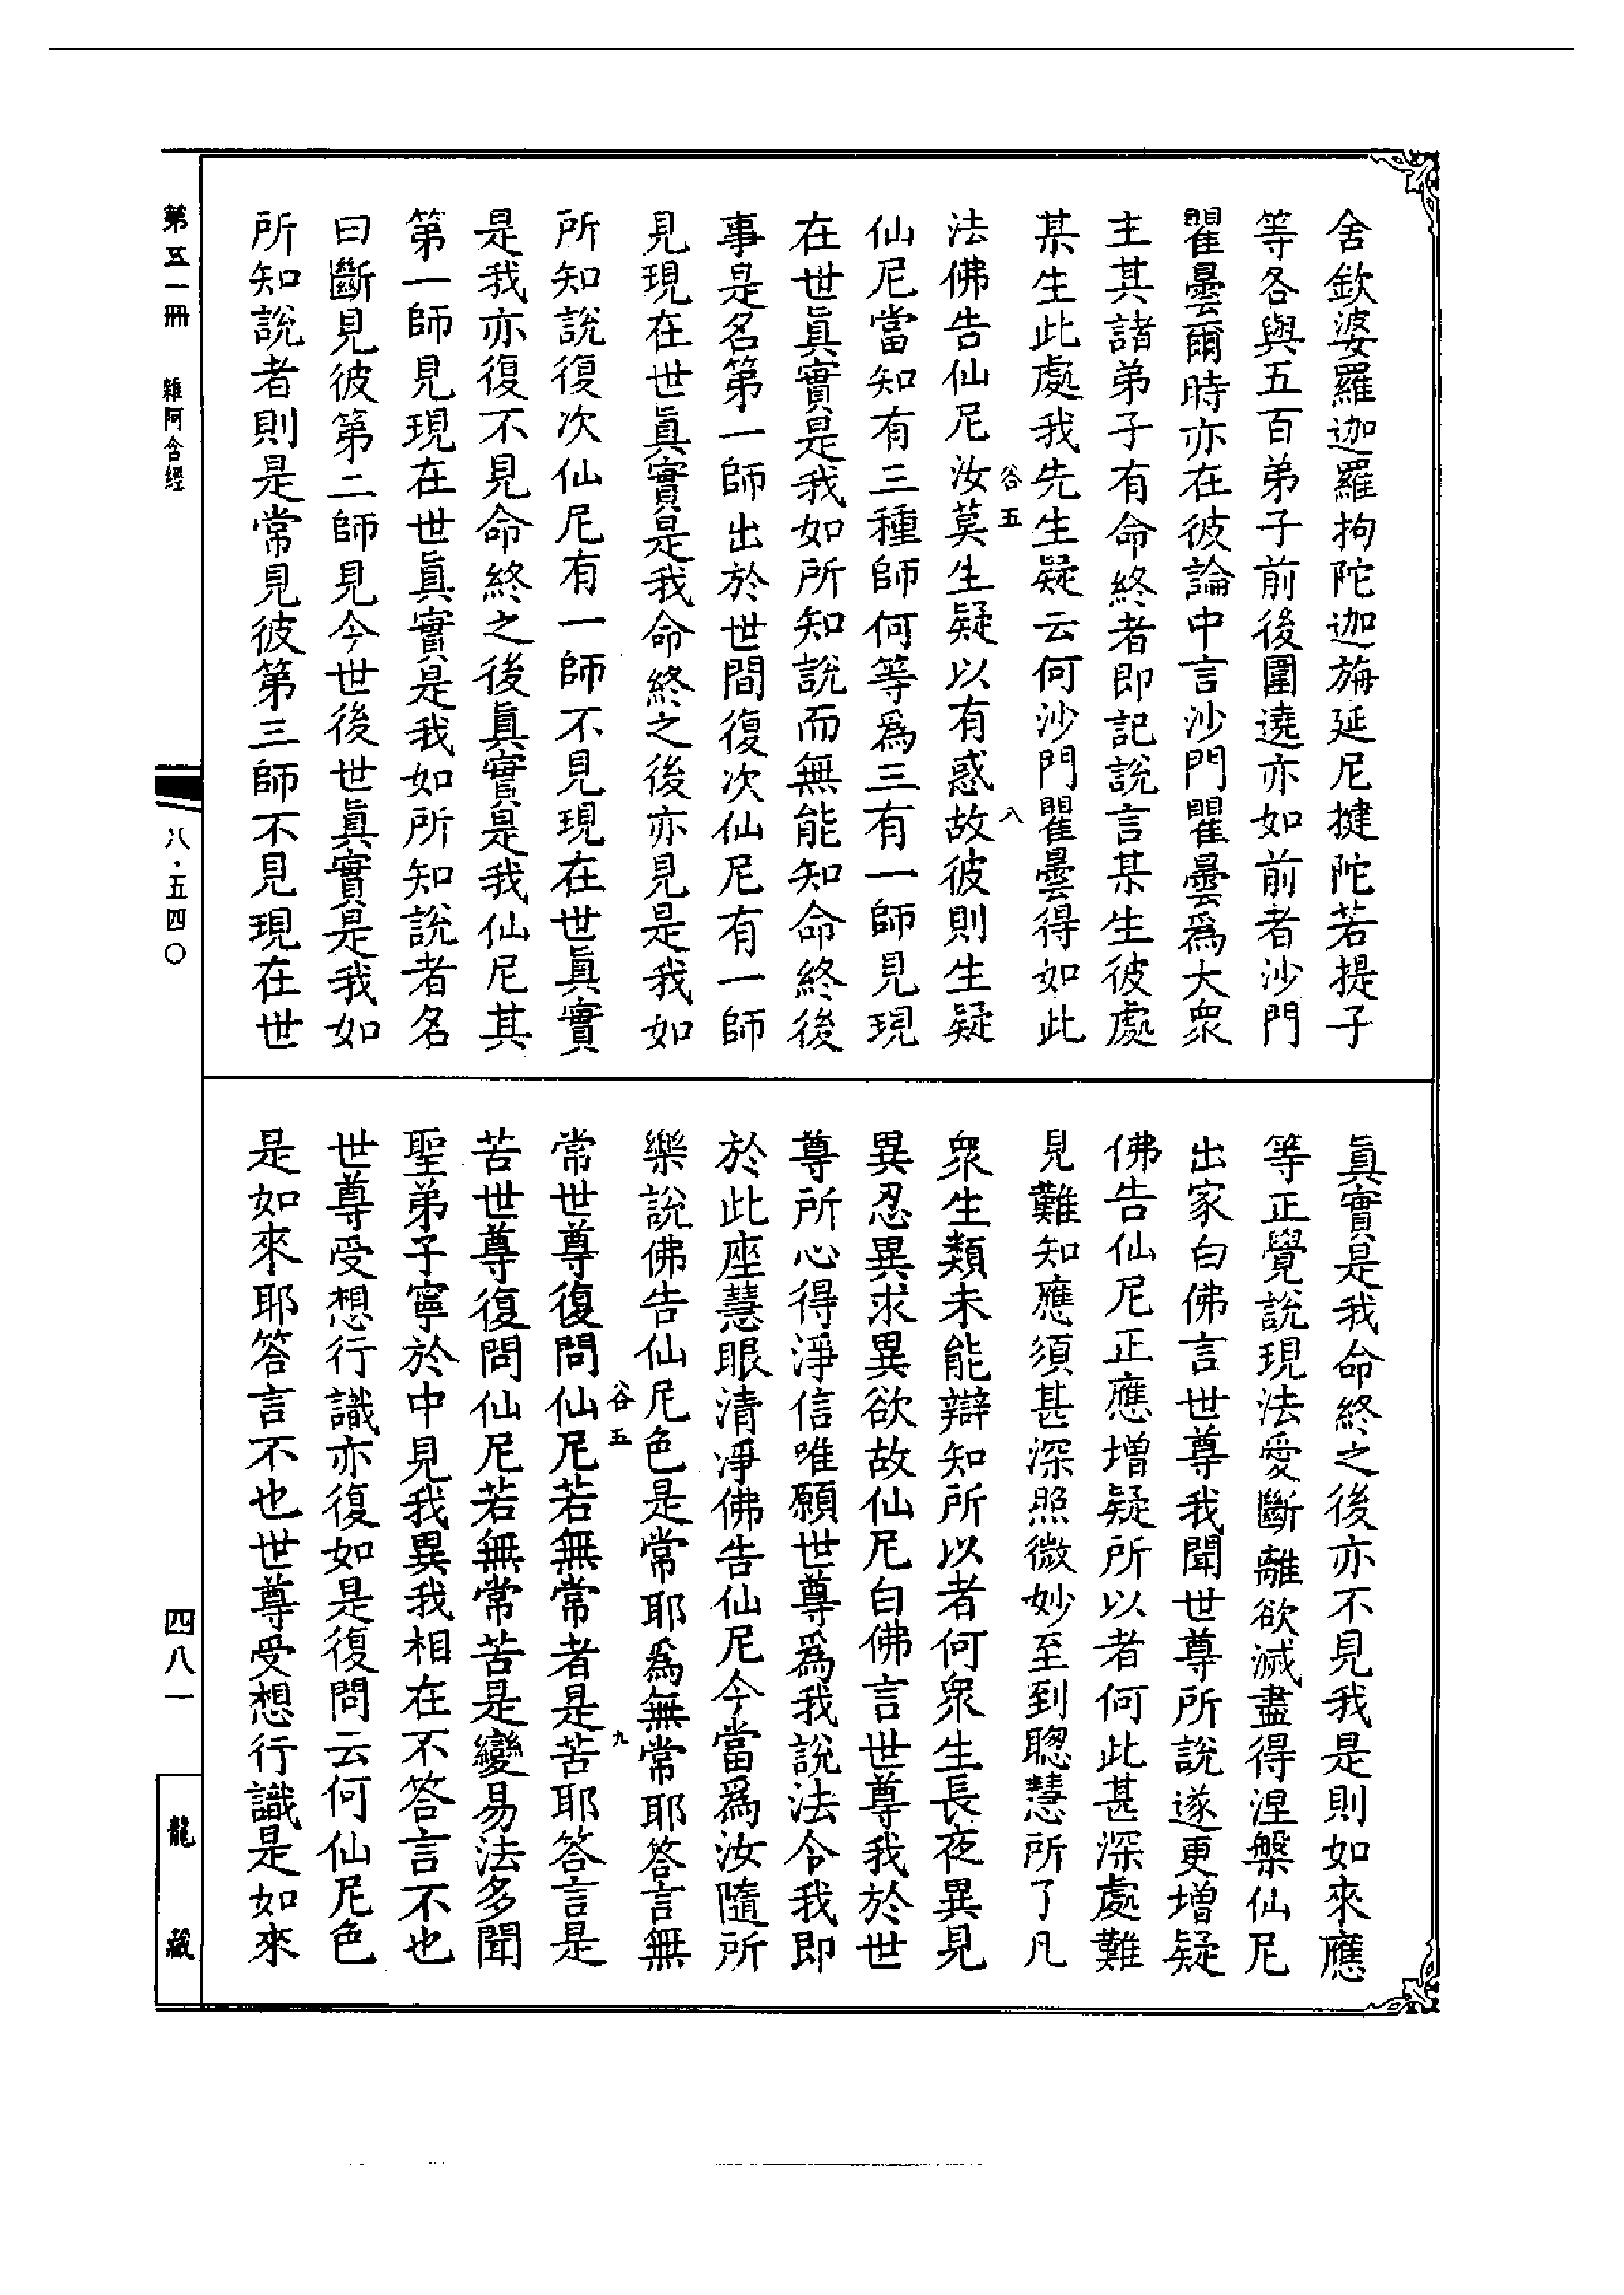 舍欽婆羅迦羅拘陀迦旃延尼揵陀若提子
等各與五百弟子前後圍遶亦如前者沙門
瞿曇爾時亦在彼論中言沙門瞿曇爲大衆
主其諸弟子有命終者即記說言某生彼處
某生此處我先生疑云何沙門瞿曇得如此
谷五 八
法佛告仙尼汝莫生疑以有惑故彼則生疑
仙尼當知有三種師何等爲三有一師見現
在世眞實是我如所知說而無能知命終後
事是名第一師出於世間復次仙尼有一師
見現在世眞實是我命終之後亦見是我如
所知說復次仙尼有一師不見現在世眞實
是我亦復不見命終之後眞實是我仙尼其
第一師見現在世眞實是我如所知說者名
曰斷見彼第二師見今世後世眞實是我如
所知說者則是常見彼第三師不見現在世
眞實是我命終之後亦不見我是則如來應
等正覺說現法愛斷離欲滅盡得涅槃仙尼
出家白佛言世尊我聞世尊所說遂更增疑
佛告仙尼正應增疑所以者何此甚深處難
見難知應須甚深照微妙至到聰慧所了凡
衆生類未能辯知所以者何衆生長夜異見
異忍異求異欲故仙尼白佛言世尊我於世
尊所心得淨信唯願世尊爲我說法令我即
於此座慧眼清淨佛告仙尼今當爲汝隨所
樂說佛告仙尼色是常耶爲無常耶答言無
谷五 九
常世尊復問仙尼若無常者是苦耶答言是
苦世尊復問仙尼若無常苦是變易法多聞
聖弟子寧於中見我異我相在不答言不也
世尊受想行識亦復如是復問云何仙尼色
是如來耶答言不也世尊受想行識是如來
第五一冊 雜阿含經
八·五四〇
四八一
龍藏